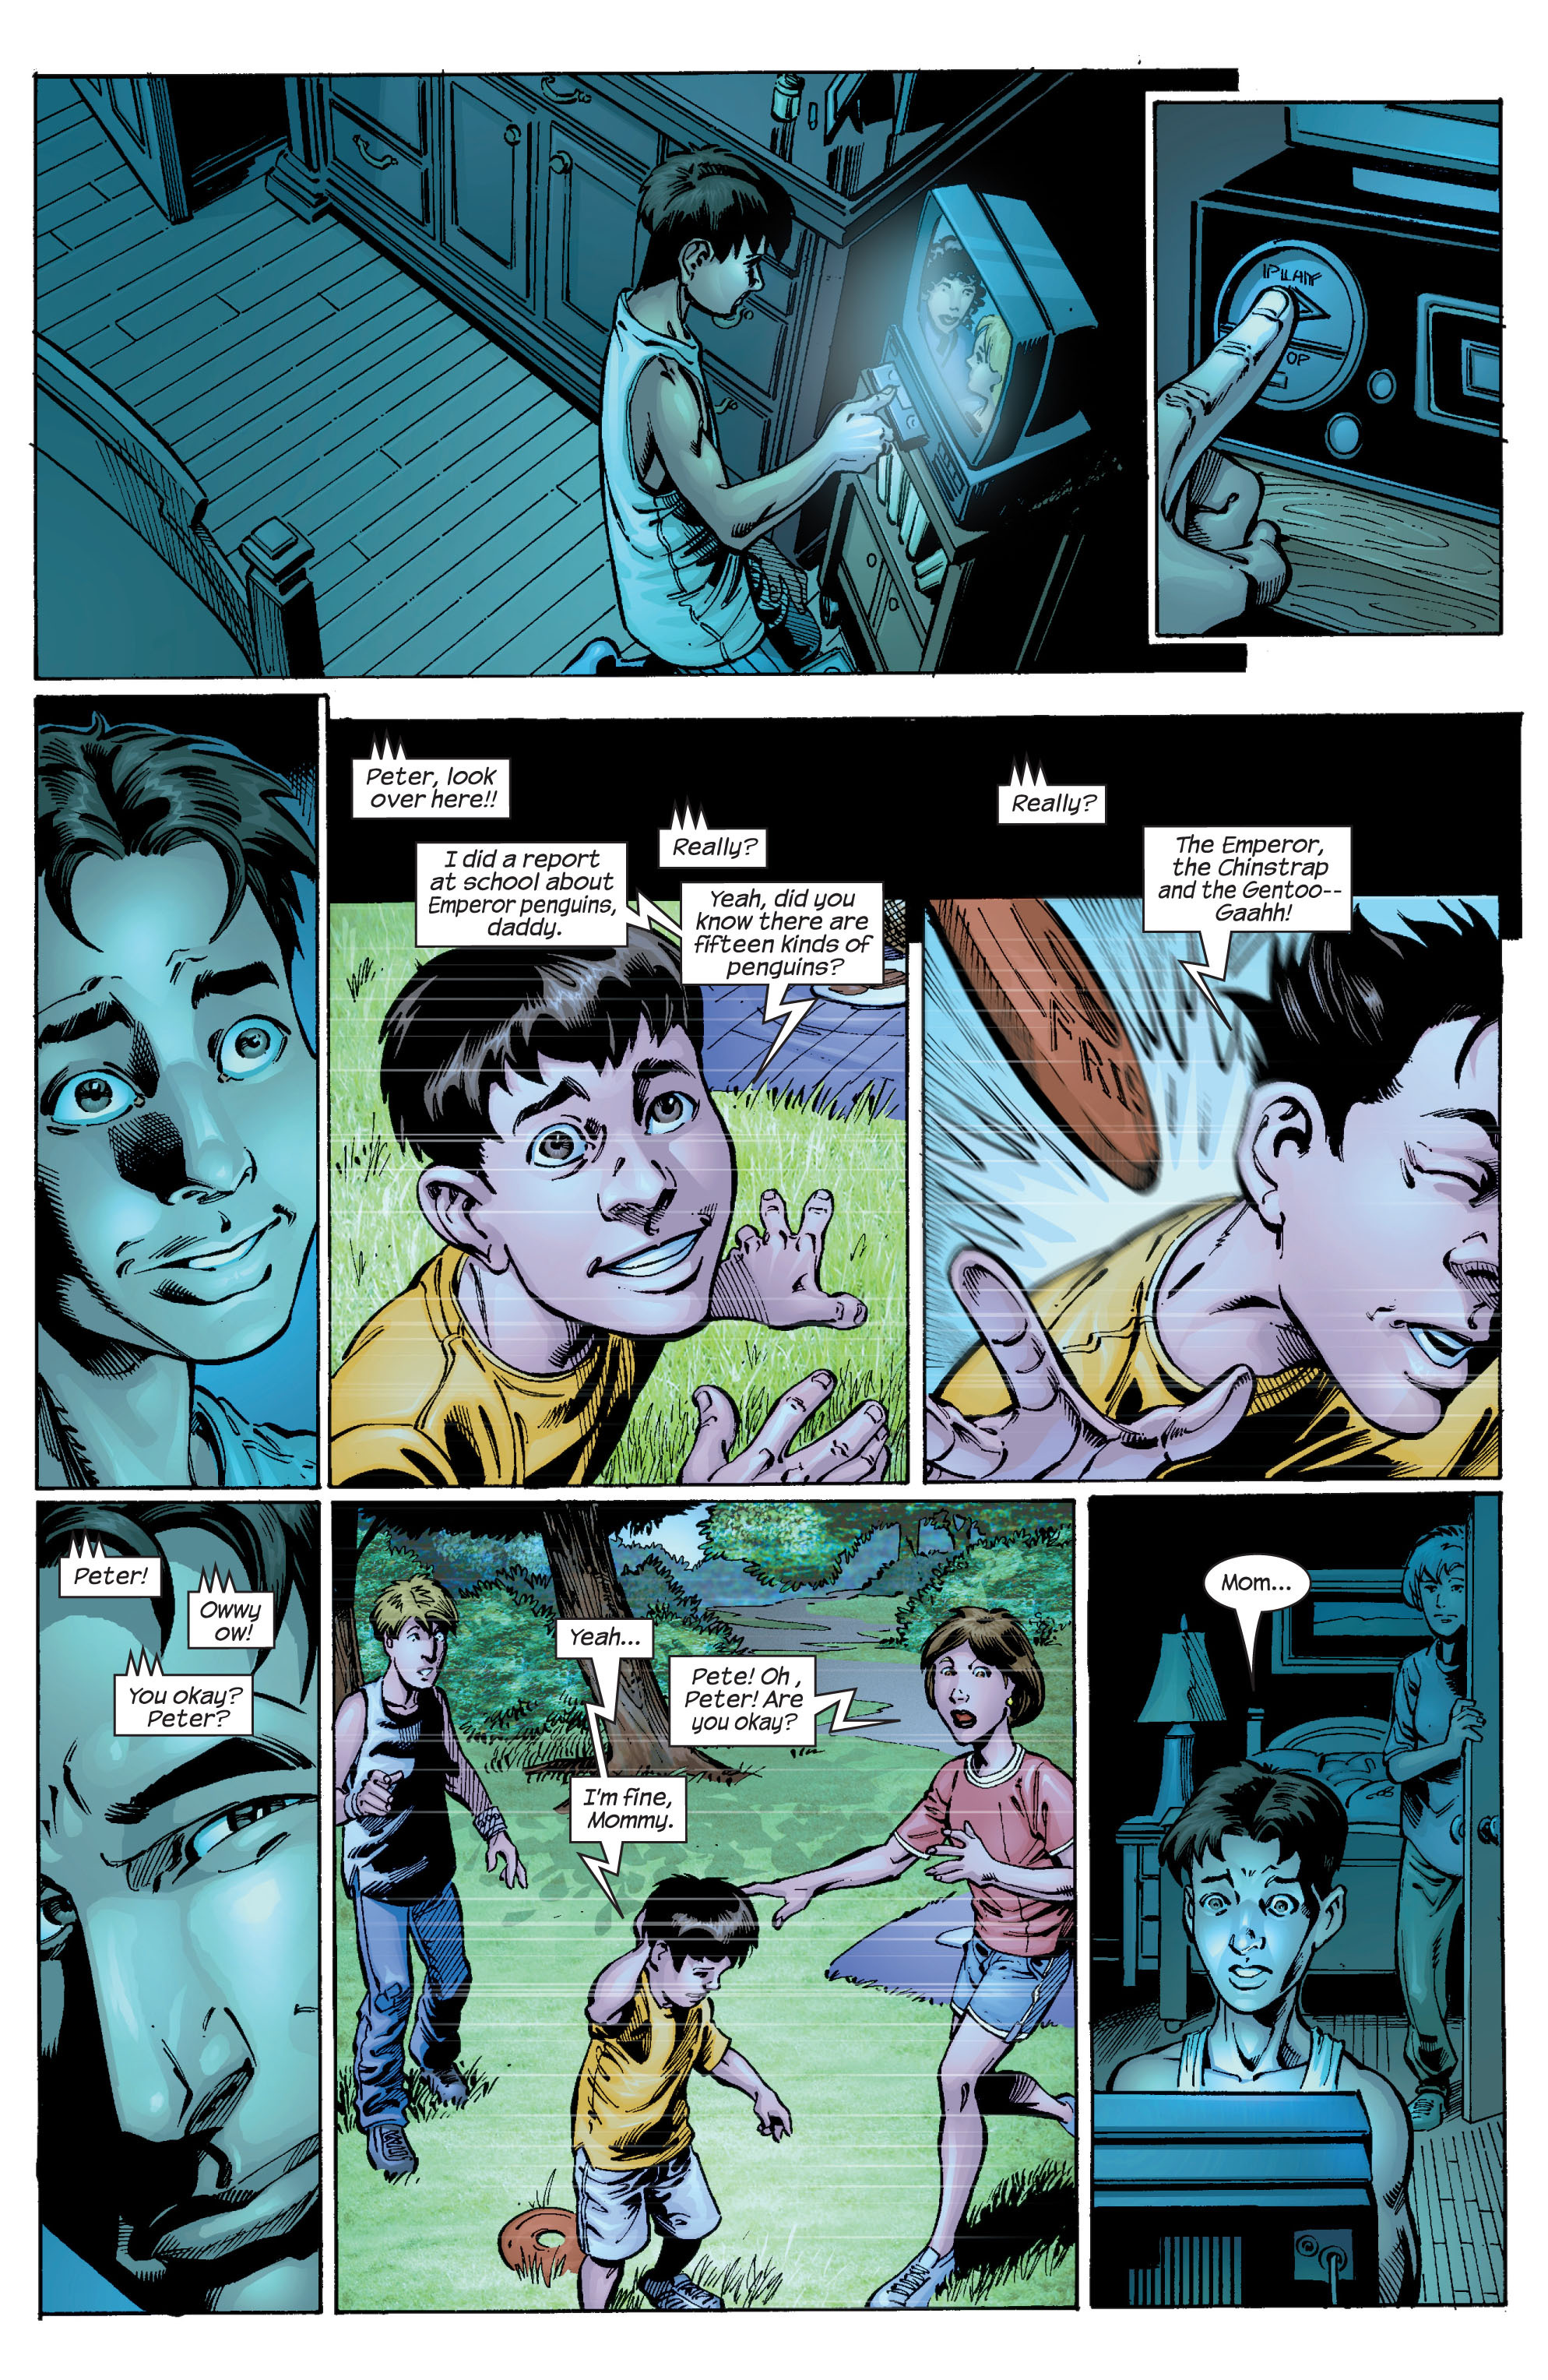 PLAY
OP
Peter, look
over here!!
I did a report
at school about
Emperor penguins,
daddy.
Really?
Yeah, did you
know there are
fifteen kinds of
penguins?
Really?
The Emperor,
the Chinstrap
and the Gentoo--
Gaahh!
A FRIS
Peter!
Owwy
ow!
You okay?
Peter?
Yeah...
I'm fine,
Mommy.
Pete! Oh,
Peter! Are
you okay?
Mom...